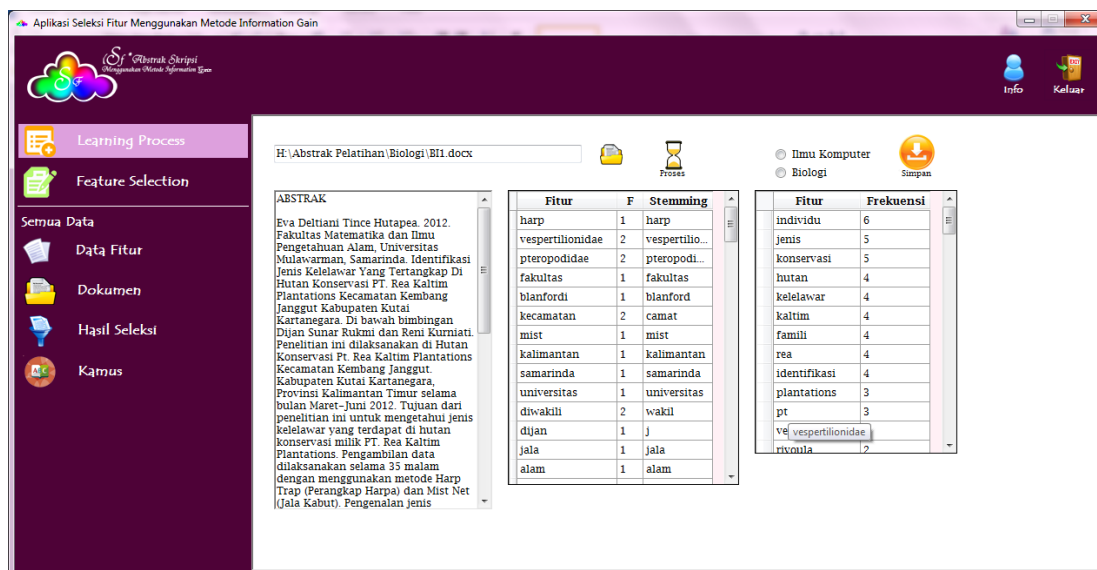 Aplikasi Seleksi Fitur Menggunakan Metode Information Gain
Sf "Abstrak Skripsi
Menggunakan Metode Information Gain
Info
Keluar
Learning Process
Feature Selection
Semua Data
Data Fitur
Dokumen
Hasil Seleksi
Kamus
H:\Abstrak Pelatihan\Biologi\BI1.docx
Proses
Ilmu Komputer
Biologi
Simpan
ABSTRAK
Eva Deltiani Tince Hutapea. 2012.
Fakultas Matematika dan Ilmu
Pengetahuan Alam, Universitas
Mulawarman, Samarinda. Identifikasi
Jenis Kelelawar Yang Tertangkap Di
Hutan Konservasi PT. Rea Kaltim
Plantations Kecamatan Kembang
Janggut Kabupaten Kutai
Kartanegara. Di bawah bimbingan
Dijan Sunar Rukmi dan Reni Kurniati.
Penelitian ini dilaksanakan di Hutan
Konservasi Pt. Rea Kaltim Plantations
Kecamatan Kembang Janggut.
Kabupaten Kutai Kartanegara,
Provinsi Kalimantan Timur selama
bulan Maret–Juni 2012. Tujuan dari
penelitian ini untuk mengetahui jenis
kelelawar yang terdapat di hutan
konservasi milik PT. Rea Kaltim
Plantations. Pengambilan data
dilaksanakan selama 35 malam
dengan menggunakan metode Harp
Trap (Perangkap Harpa) dan Mist Net
(Jala Kabut). Pengenalan jenis
Fitur F Stemming
harp 1 harp
vespertilionidae 2 vespertilio...
pteropodidae 2 pteropodi...
fakultas 1 fakultas
blanfordi 1 blanford
kecamatan 2 camat
mist 1 mist
kalimantan 1 kalimantan
samarinda 1 samarinda
universitas 1 universitas
diwakili 2 wakil
dijan 1 j
jala 1 jala
alam 1 alam
Fitur Frekuensi
individu 6
jenis 5
konservasi 5
hutan 4
kelelawar 4
kaltim 4
famili 4
rea 4
identifikasi 4
plantations 3
pt 3
ve vespertilionidae
rivoula 2